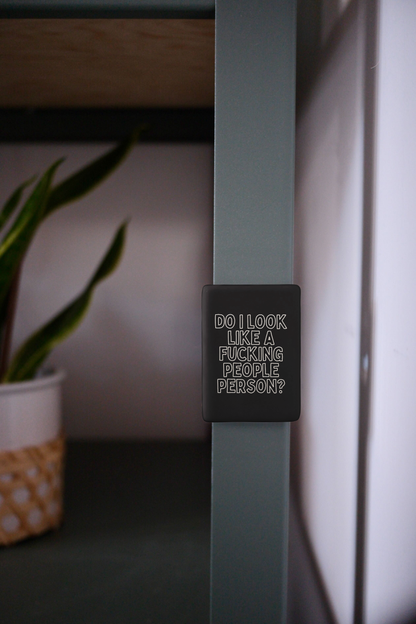 DO I LOOK
LIKE A
FUCKING
PEOPLE
PERSON?